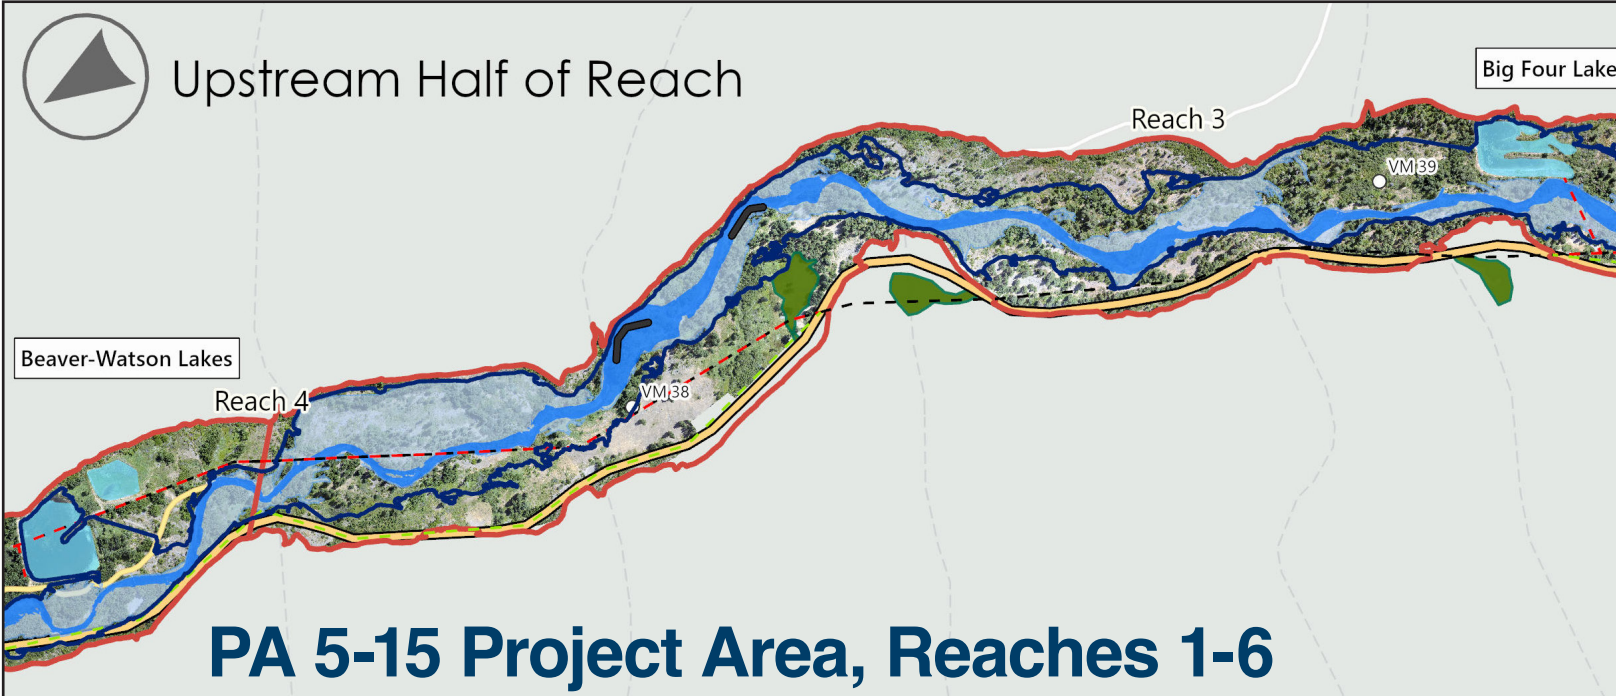 Upstream Half of Reach
Big Four Lake
Reach 3
VM 39
Beaver-Watson Lakes
VM 38
Reach 4
PA 5-15 Project Area, Reaches 1-6